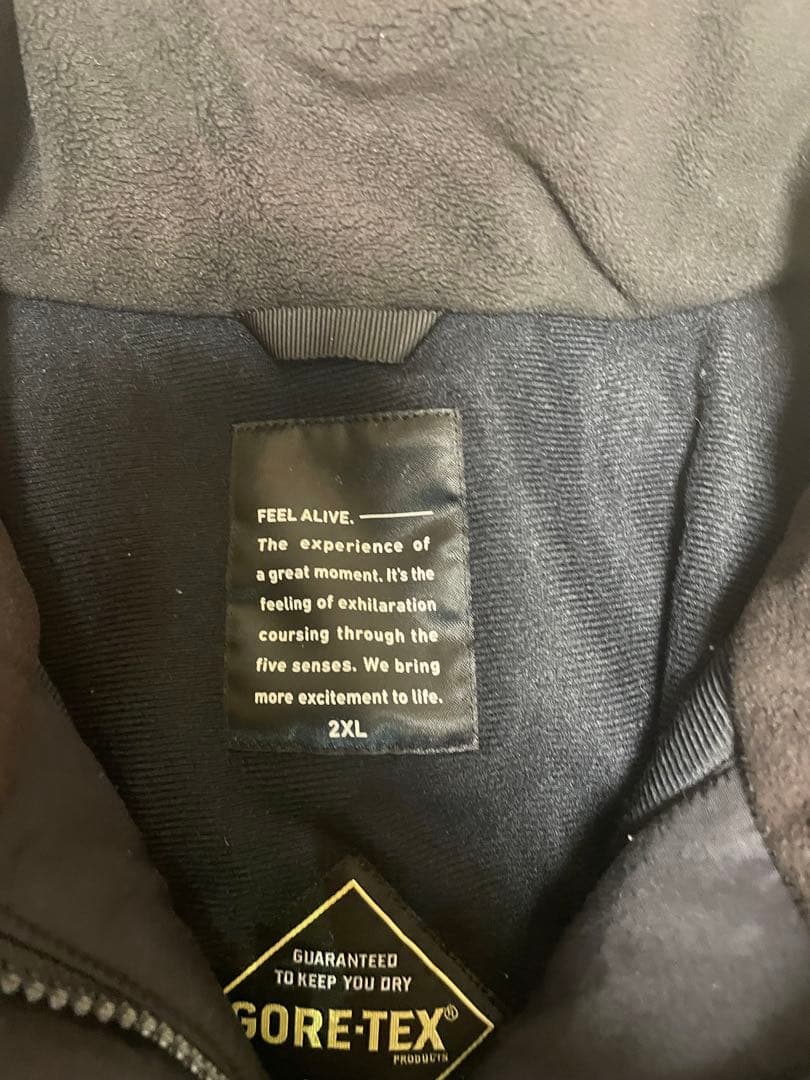 FEEL ALIVE.
The experience of
a great moment. It's the
feeling of exhilaration
coursing through the
five senses. We bring
more excitement to life.
2XL
GUARANTEED
TO KEEP YOU DRY
GORE-TEX®
PRODUCTS